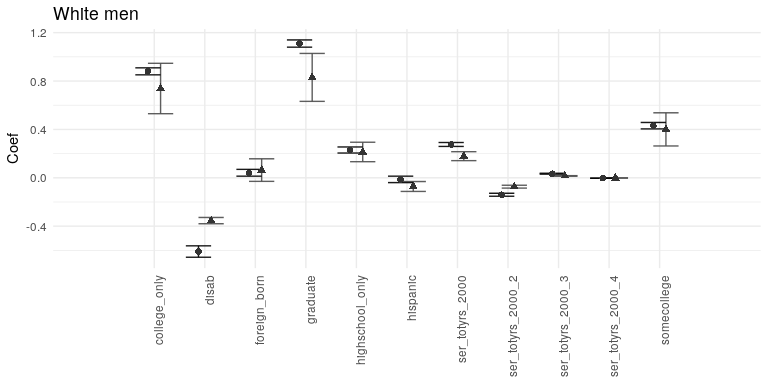 White men
Coef
1.2
0.8
0.4
0.0
-0.4
college_only
disab
foreign_born
graduate
highschool_only
hispanic
ser_totyrs_2000
ser_totyrs_2000_2
ser_totyrs_2000_3
ser_totyrs_2000_4
somecollege